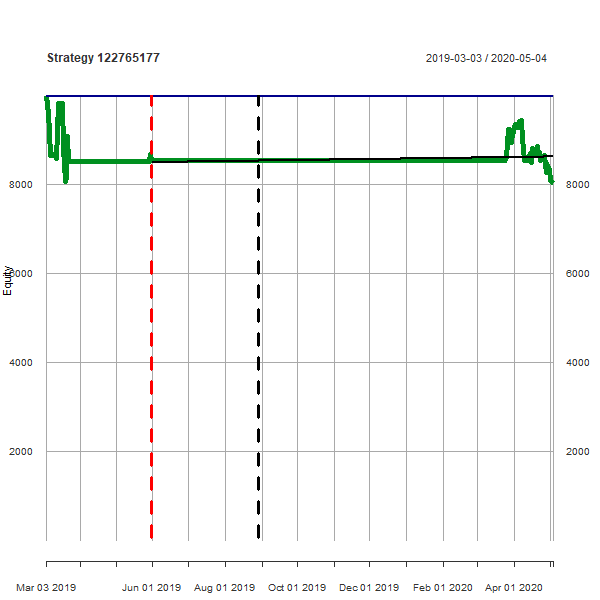 Strategy 122765177
2019-03-03 / 2020-05-04
8000
8000
Equity
6000
6000
4000
4000
2000
2000
Mar 03 2019
Jun 01 2019
Aug 01 2019
Oct 01 2019
Dec 01 2019
Feb 01 2020
Apr 01 2020